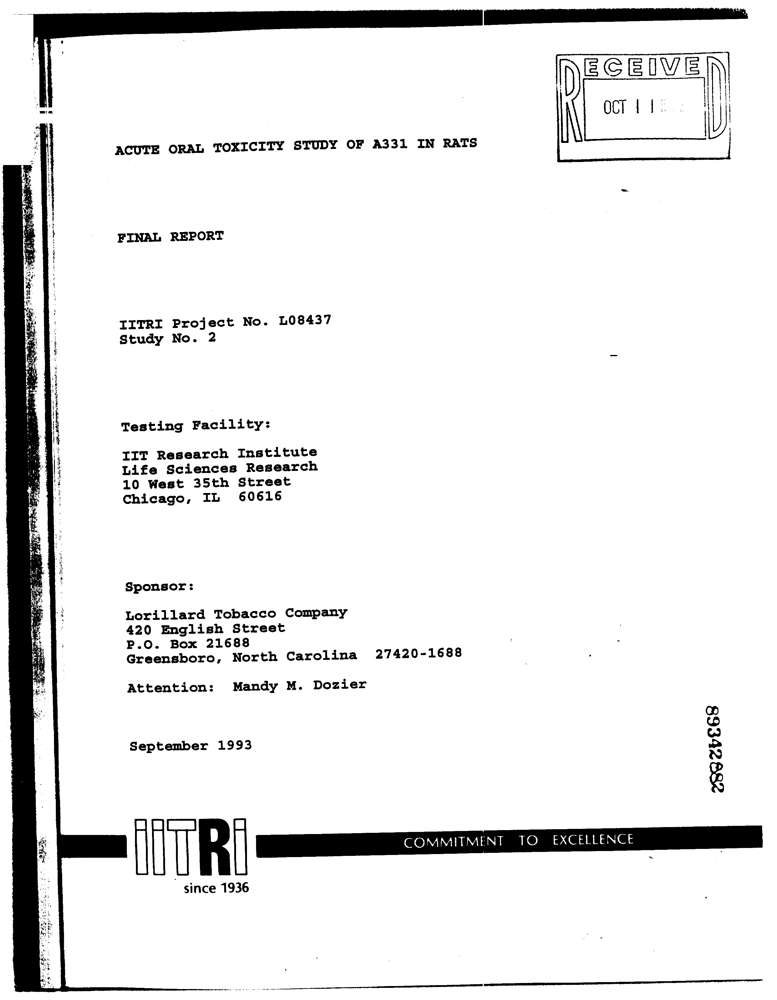 RECEIVED
OCT 11
ACUTE ORAL TOXICITY STUDY OF A331 IN RATS
FINAL REPORT
IITRI Project No. L08437
Study No. 2
Testing Facility:
IIT Research Institute
Life Sciences Research
10 West 35th Street
Chicago, IL 60616
Sponsor:
Lorillard Tobacco Company
420 English Street
P.O. Box 21688
Greensboro, North Carolina 27420-1688
Attention: Mandy M. Dozier
September 1993
89342882
IITRI
COMMITMENT TO EXCELLENCE
since 1936